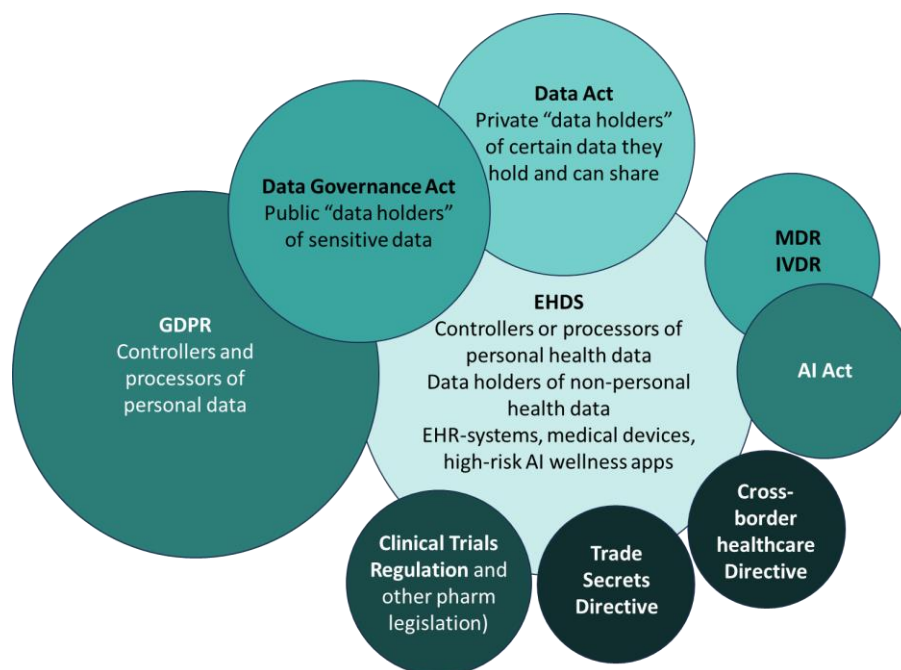 Data Act
Private “data holders”
of certain data they
hold and can share
Data Governance Act
Public “data holders”
of sensitive data
MDR
IVDR
GDPR
Controllers and
processors of
personal data
EHDS
Controllers or processors of
personal health data
Data holders of non-personal
health data
EHR-systems, medical devices,
high-risk AI wellness apps
AI Act
Cross-
border
healthcare
Directive
Clinical Trials
Regulation and
other pharm
legislation)
Trade
Secrets
Directive